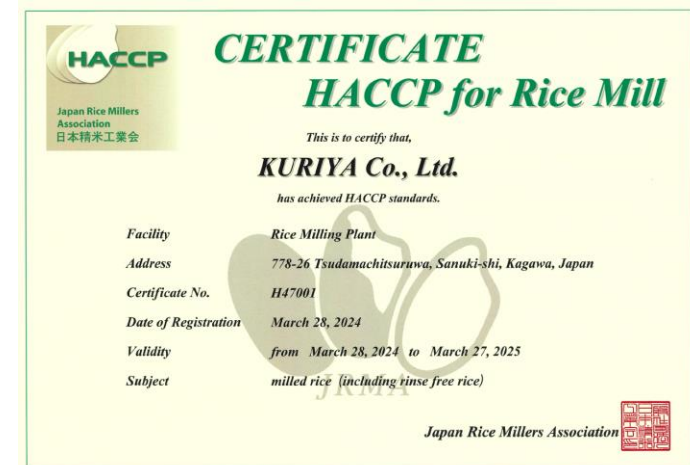 HACCP
Japan Rice Millers
Association
日本精米工業会
CERTIFICATE
HACCP for Rice Mill
This is to certify that,
KURIYA Co., Ltd.
has achieved HACCP standards.
Facility Rice Milling Plant
Address 778-26 Tsudamachitsuruwa, Sanuki-shi, Kagawa, Japan
Certificate No. H47001
Date of Registration March 28, 2024
Validity from March 28, 2024 to March 27, 2025
Subject milled rice (including rinse free rice)
JRMA
Japan Rice Millers Association